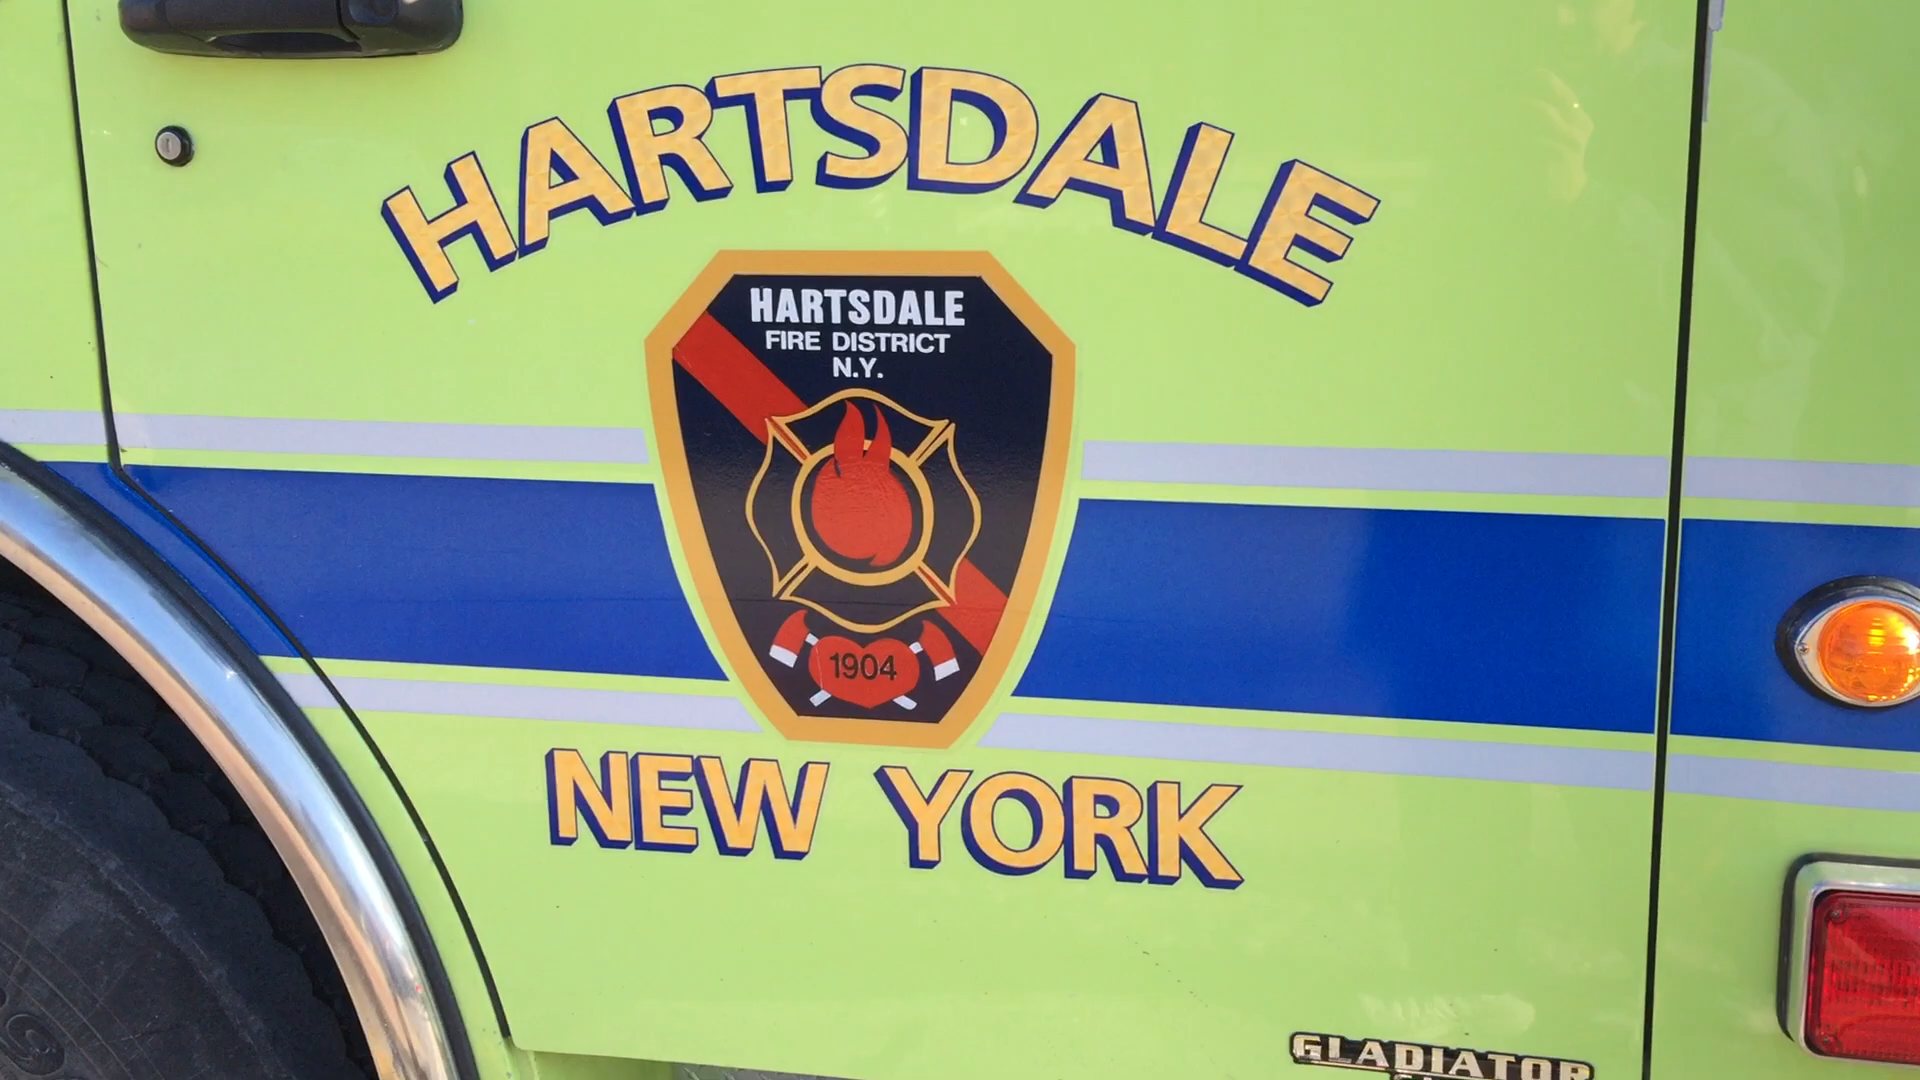 HARTSDALE
HARTSDALE
FIRE DISTRICT
N.Y.
1904
NEW YORK
GLADIATOR